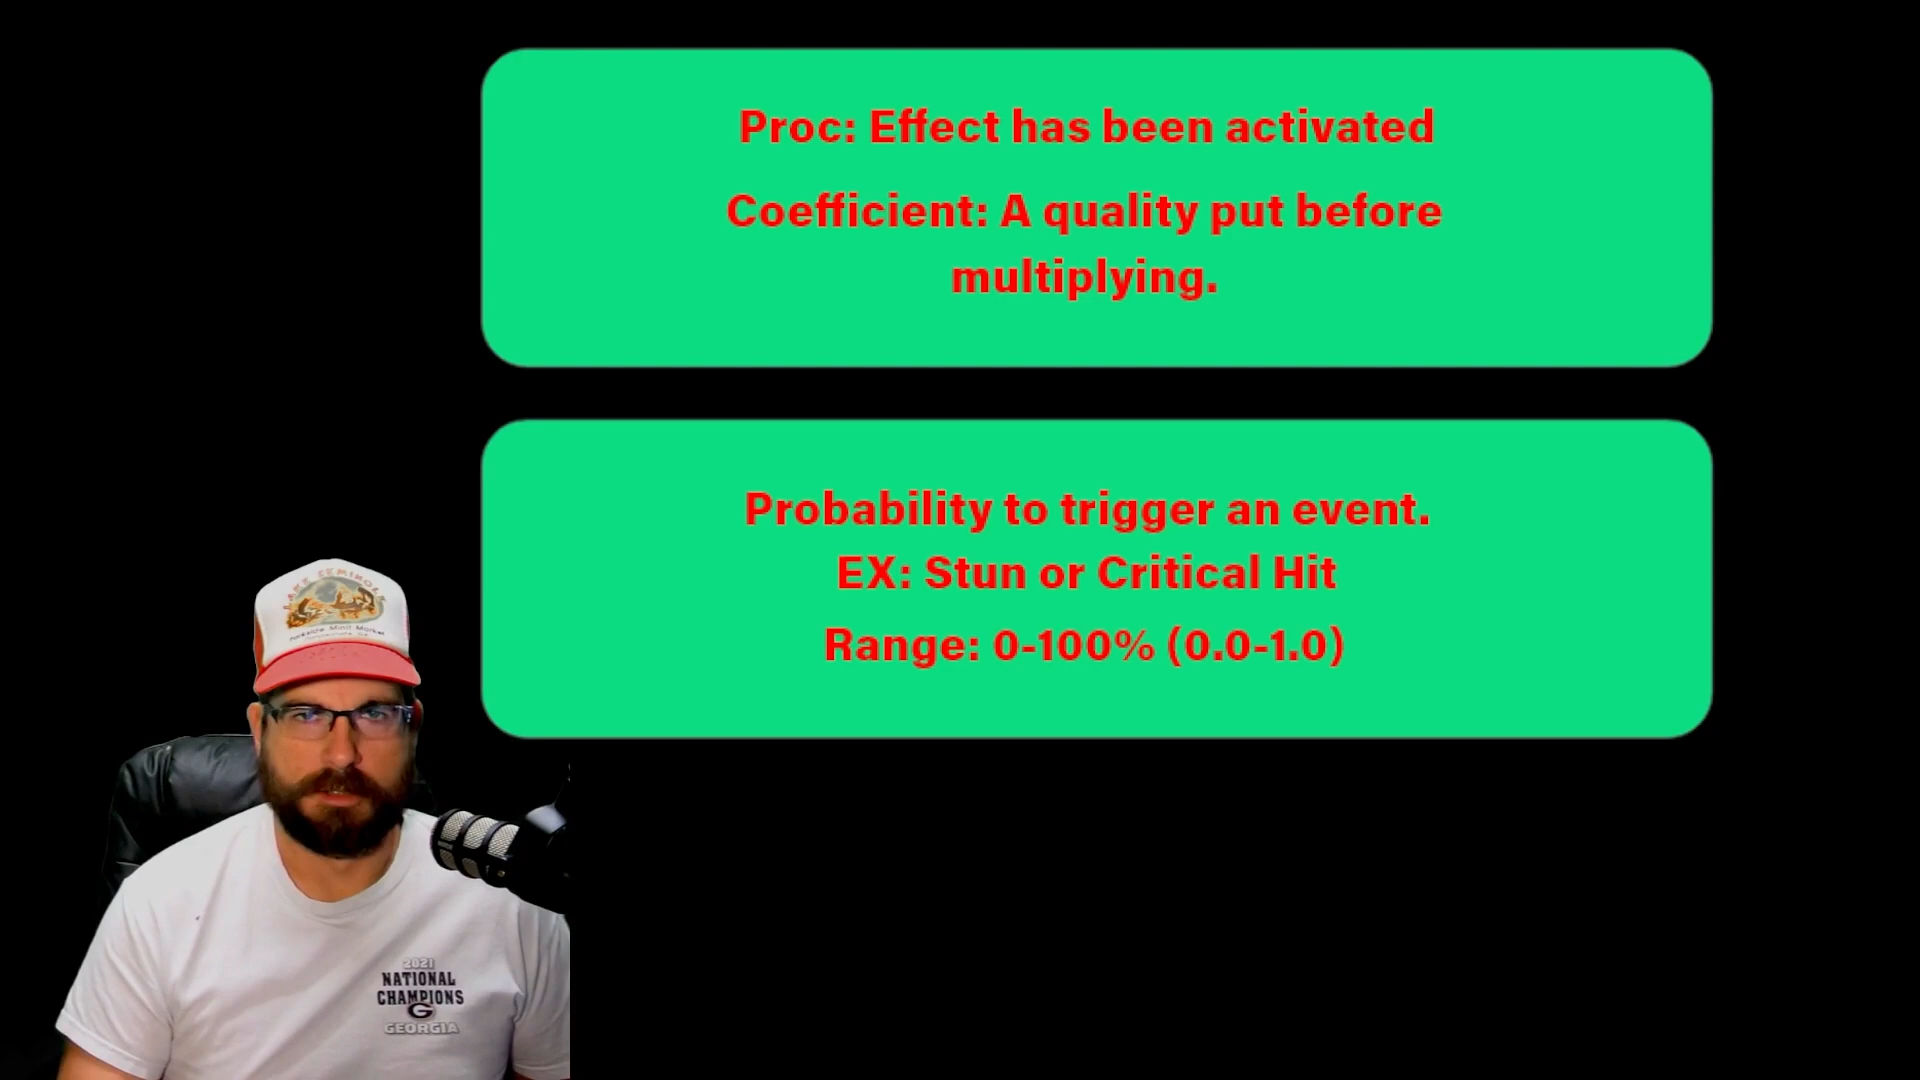 Proc: Effect has been activated
Coefficient: A quality put before
multiplying.
Probability to trigger an event.
EX: Stun or Critical Hit
Range: 0-100% (0.0-1.0)
2021
NATIONAL
CHAMPIONS
G
GEORGIA